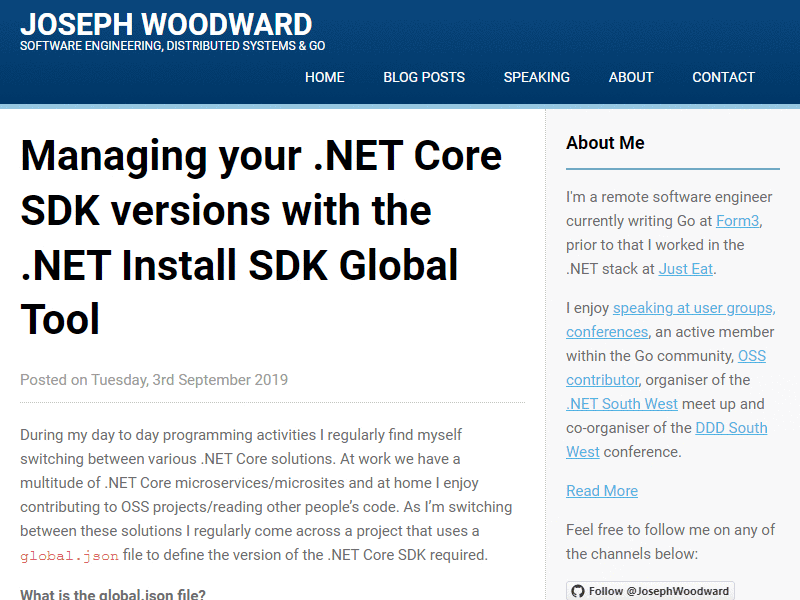 JOSEPH WOODWARD
SOFTWARE ENGINEERING, DISTRIBUTED SYSTEMS & GO
HOME BLOG POSTS SPEAKING ABOUT CONTACT
Managing your .NET Core
SDK versions with the
.NET Install SDK Global
Tool
Posted on Tuesday, 3rd September 2019
During my day to day programming activities I regularly find myself
switching between various .NET Core solutions. At work we have a
multitude of .NET Core microservices/microsites and at home I enjoy
contributing to OSS projects/reading other people’s code. As I’m switching
between these solutions I regularly come across a project that uses a
global.json file to define the version of the .NET Core SDK required.
What is the global.json file?
About Me
I'm a remote software engineer
currently writing Go at Form3,
prior to that I worked in the
.NET stack at Just Eat.
I enjoy speaking at user groups,
conferences, an active member
within the Go community, OSS
contributor, organiser of the
.NET South West meet up and
co-organiser of the DDD South
West conference.
Read More
Feel free to follow me on any of
the channels below:
Follow @JosephWoodward